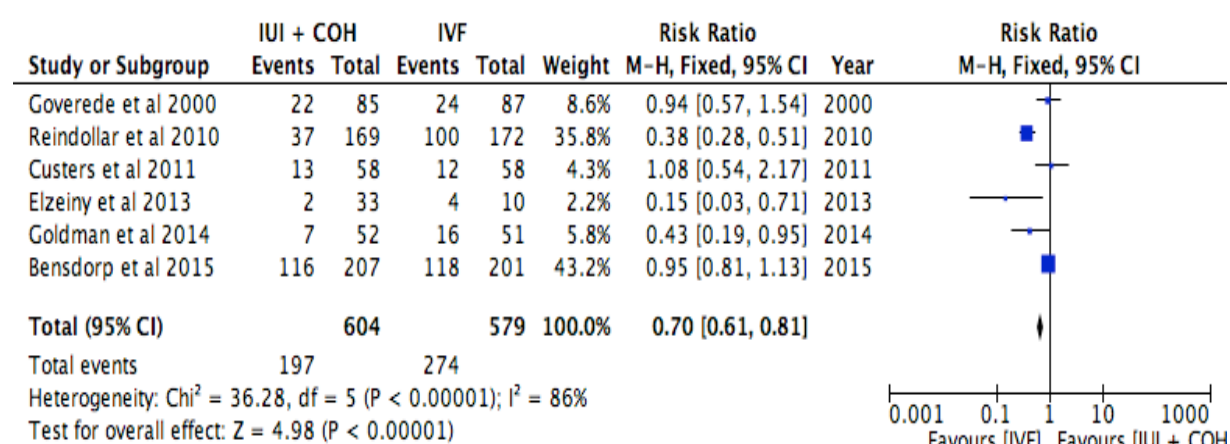 IUI + COH IVF Risk Ratio Risk Ratio
Study or Subgroup Events Total Events Total Weight M-H, Fixed, 95% CI Year M-H, Fixed, 95% CI
Goverede et al 2000 22 85 24 87 8.6% 0.94 [0.57, 1.54] 2000
Reindollar et al 2010 37 169 100 172 35.8% 0.38 [0.28, 0.51] 2010
Custers et al 2011 13 58 12 58 4.3% 1.08 [0.54, 2.17] 2011
Elzeiny et al 2013 2 33 4 10 2.2% 0.15 [0.03, 0.71] 2013
Goldman et al 2014 7 52 16 51 5.8% 0.43 [0.19, 0.95] 2014
Bensdorp et al 2015 116 207 118 201 43.2% 0.95 [0.81, 1.13] 2015
Total (95% CI) 604 579 100.0% 0.70 [0.61, 0.81]
Total events 197 274
Heterogeneity: Chi² = 36.28, df = 5 (P < 0.00001); I² = 86%
Test for overall effect: Z = 4.98 (P < 0.00001)
0.001 0.1 1 10 1000
Favours [IVF] Favours [IUI + COH]